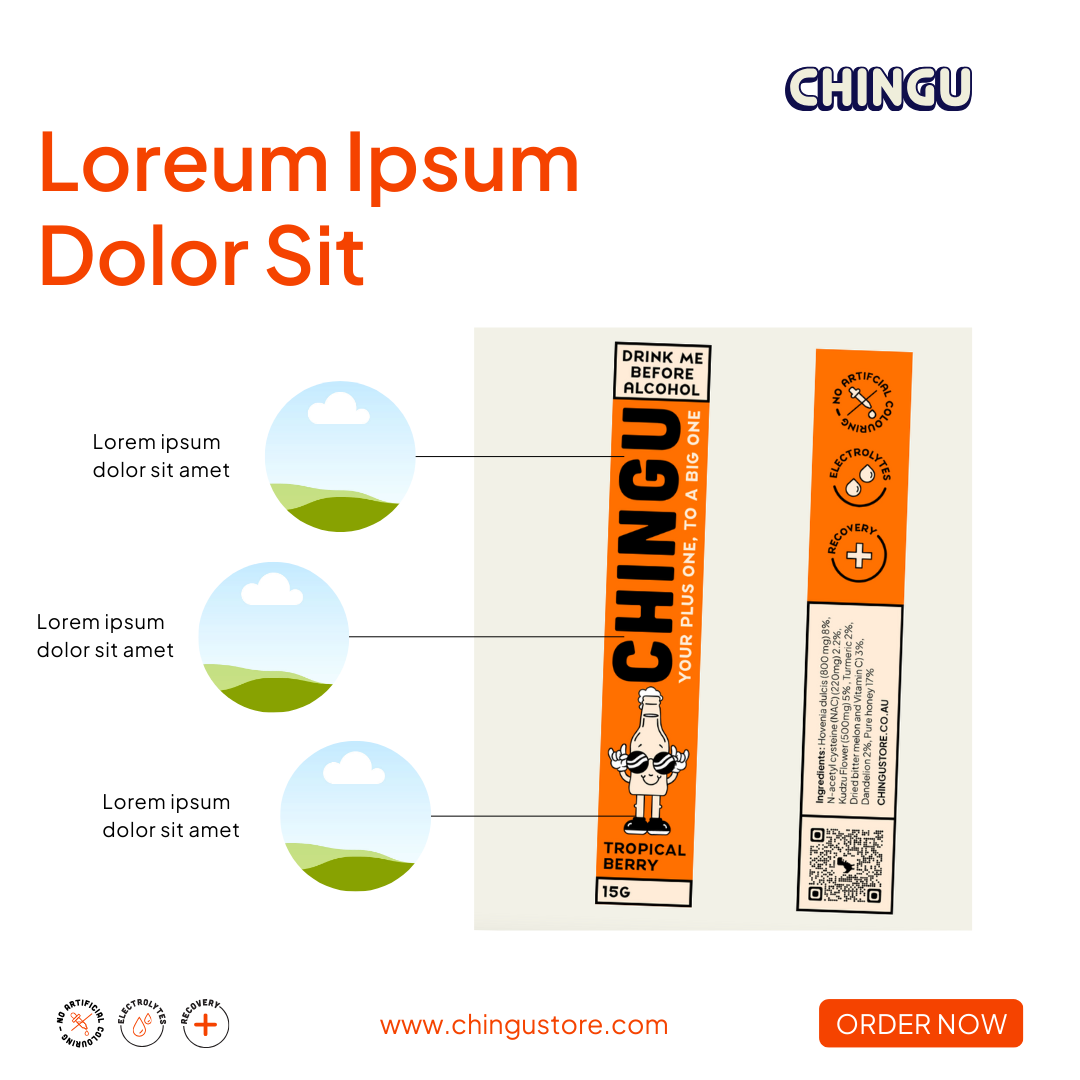 CHINGU
Loreum Ipsum
Dolor Sit
Lorem ipsum
dolor sit amet
Lorem ipsum
dolor sit amet
Lorem ipsum
dolor sit amet
DRINK ME
BEFORE
ALCOHOL
CHINGU
YOUR PLUS ONE, TO A BIG ONE
TROPICAL
BERRY
15G
NO ARTIFCIAL COLOURING
ELECTROLYTES
RECOVERY
Ingredients: Hovenia dulcis (800 mg) 8%,
N-acetyl cysteine (NAC) (220mg) 2.2%,
Kudzu Flower (500mg) 5% , Turmeric 2%,
Dried bitter melon and Vitamin C) 3%,
Dandelion 2%, Pure honey 17%
CHINGUSTORE.CO.AU
NO ARTIFICIAL COLOURING
ELECTROLYTES
RECOVERY
www.chingustore.com
ORDER NOW